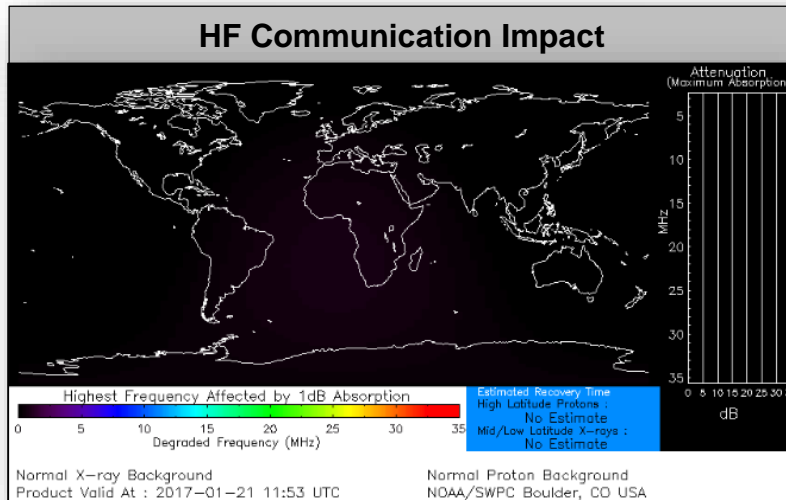 HF Communication Impact
Attenuation
(Maximum Absorption)
5
10
15
20
25
30
35
MHz
0 5 10 15 20 25 30
dB
Highest Frequency Affected by 1dB Absorption
0 5 10 15 20 25 30 35
Degraded Frequency (MHz)
Estimated Recovery Time
High Latitude Protons :
No Estimate
Mid/Low Latitude X-rays :
No Estimate
Normal X-ray Background
Product Valid At : 2017-01-21 11:53 UTC
Normal Proton Background
NOAA/SWPC Boulder, CO USA